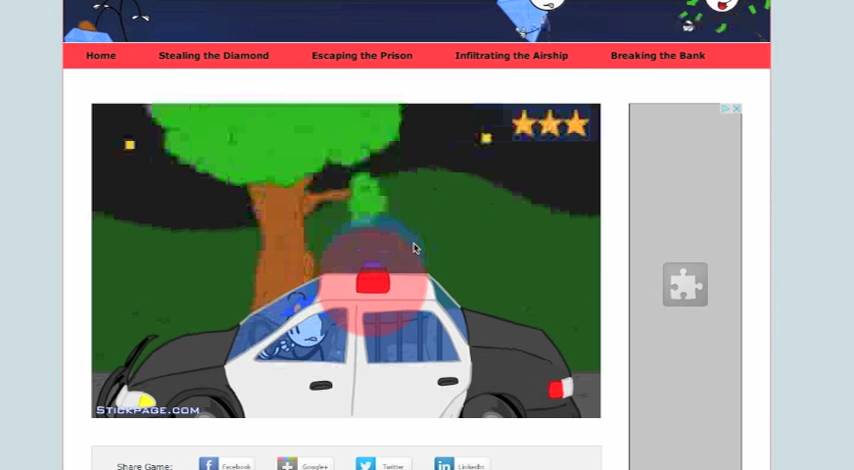 Home Stealing the Diamond Escaping the Prison Infiltrating the Airship Breaking the Bank
STICKPAGE.COM
Share Game: Facebook Google+ Twitter LinkedIn